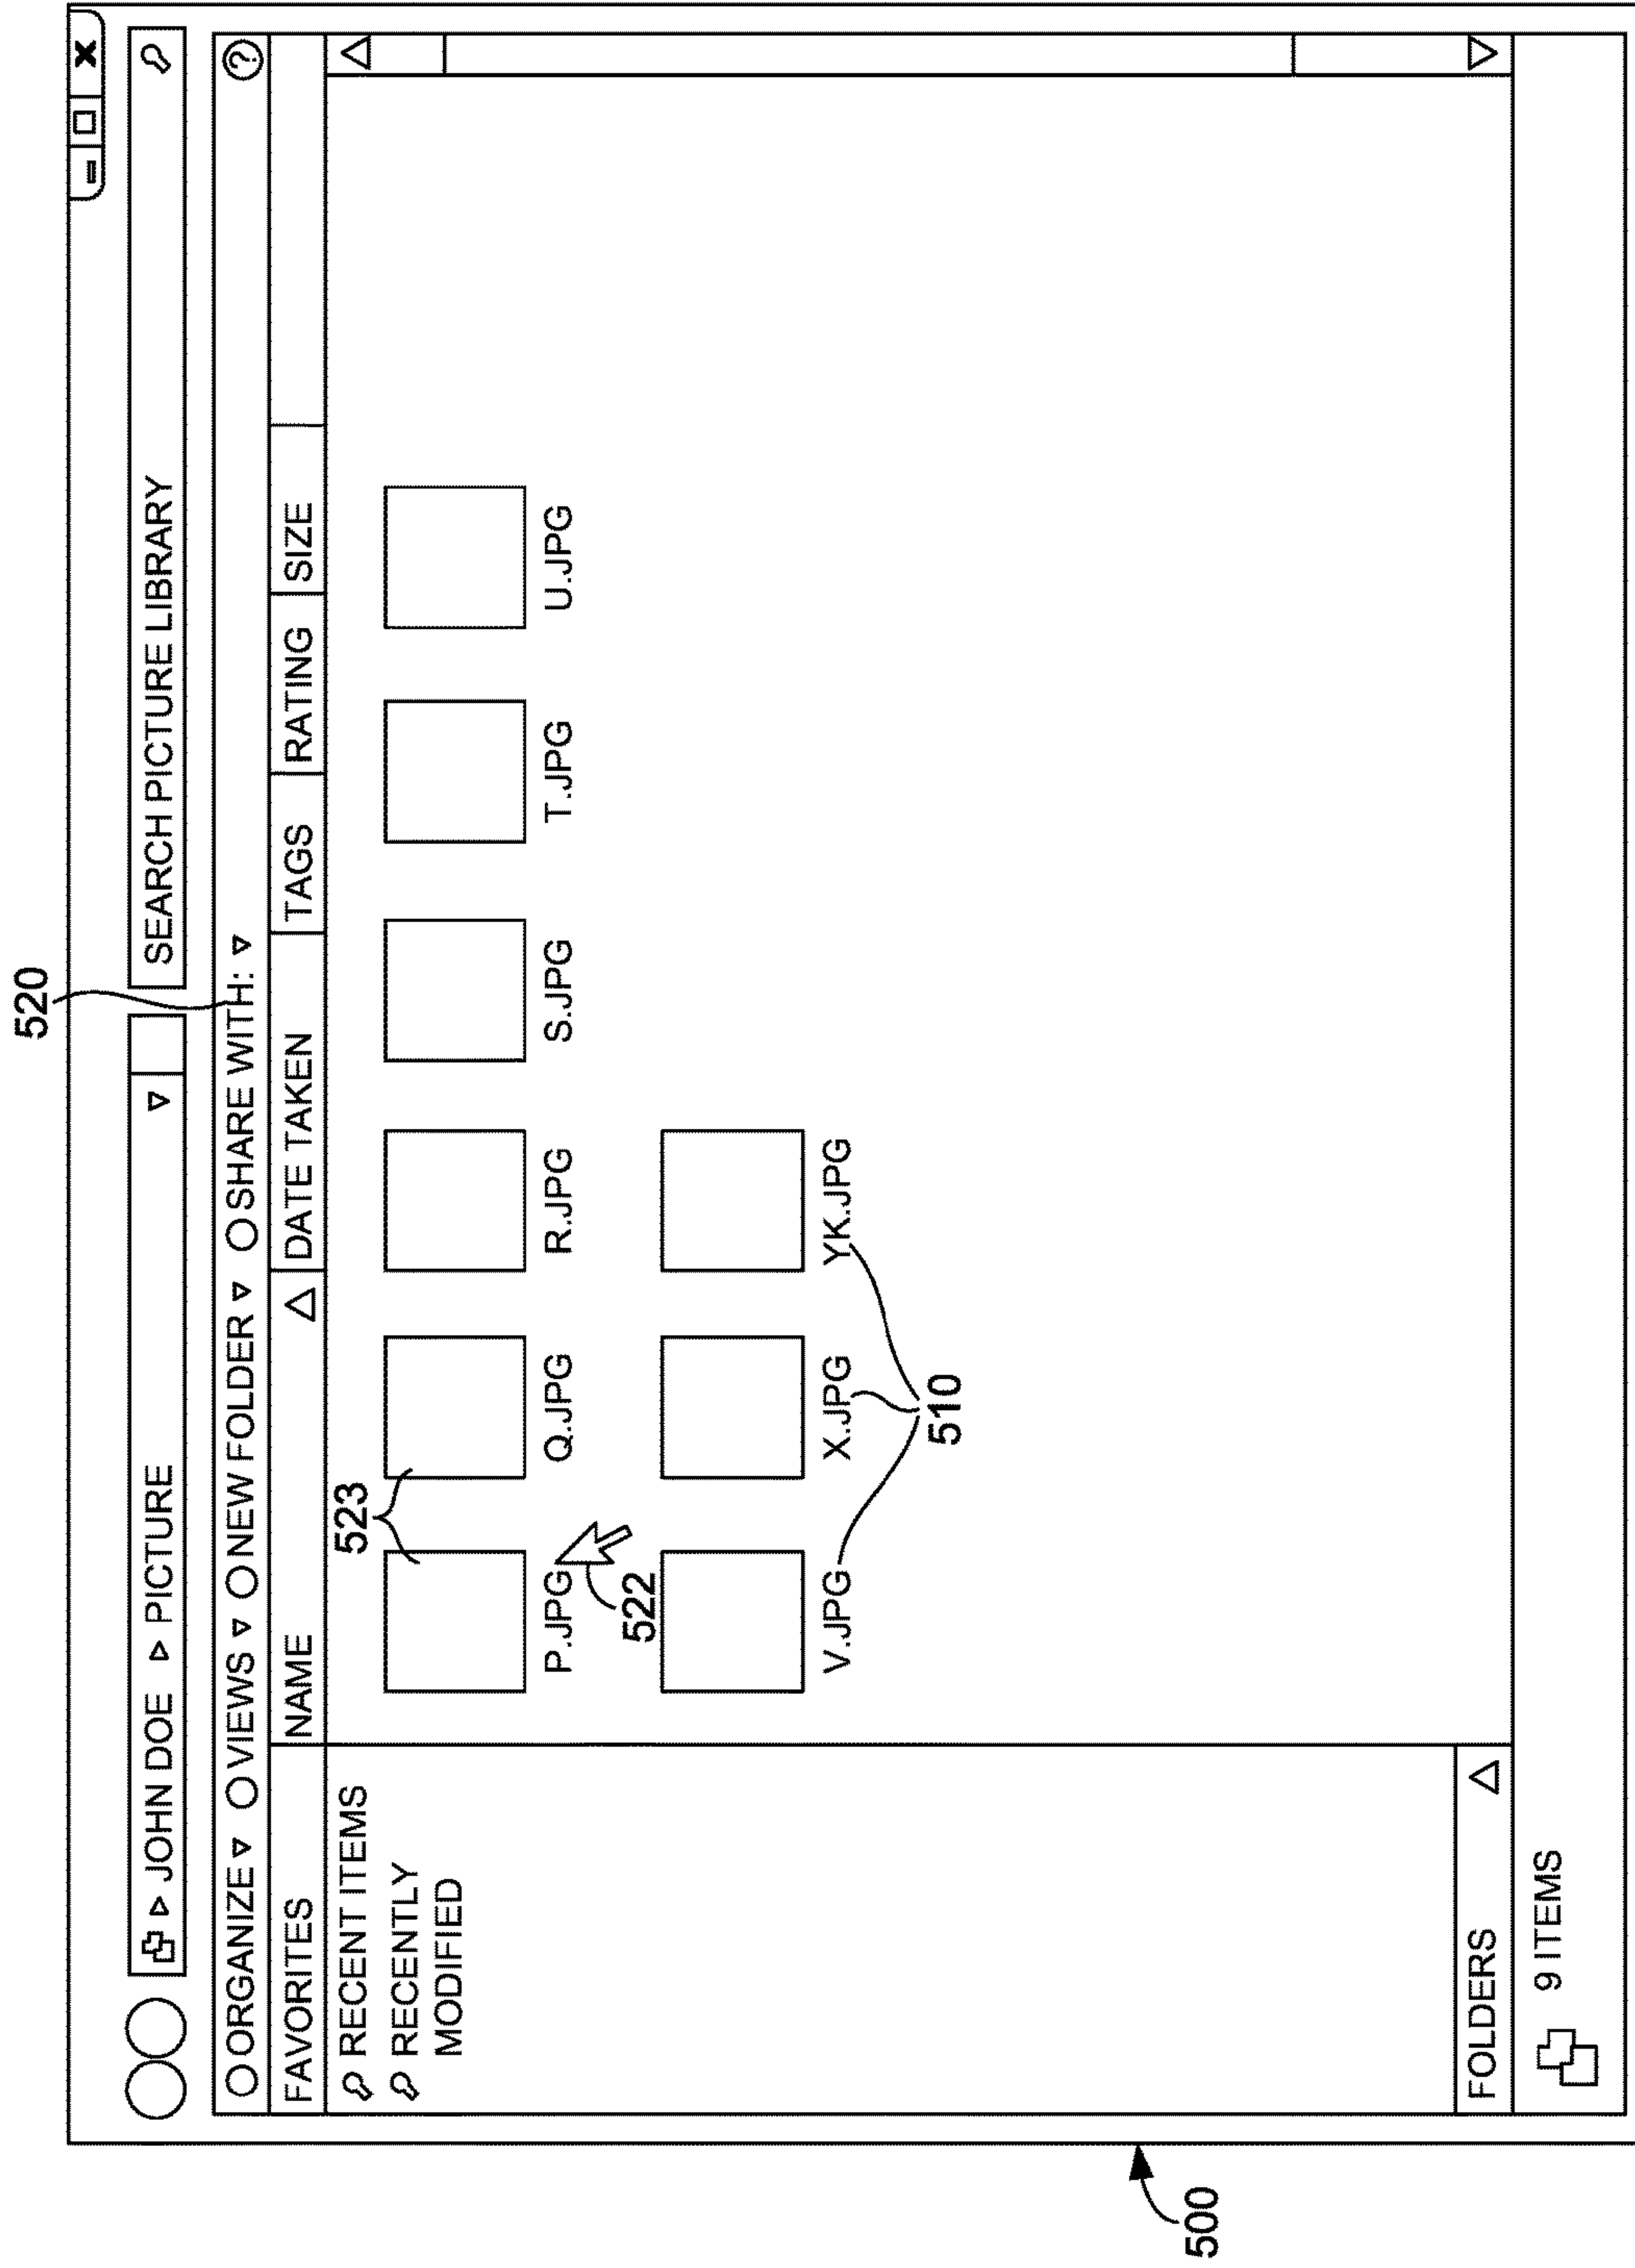 520
JOHN DOE PICTURE SEARCH PICTURE LIBRARY
ORGANIZE VIEWS NEW FOLDER SHARE WITH: ?
FAVORITES NAME DATE TAKEN TAGS RATING SIZE
RECENT ITEMS
RECENTLY
MODIFIED
523
P.JPG Q.JPG R.JPG S.JPG T.JPG U.JPG
522
V.JPG X.JPG YK.JPG
510
FOLDERS
9 ITEMS
500